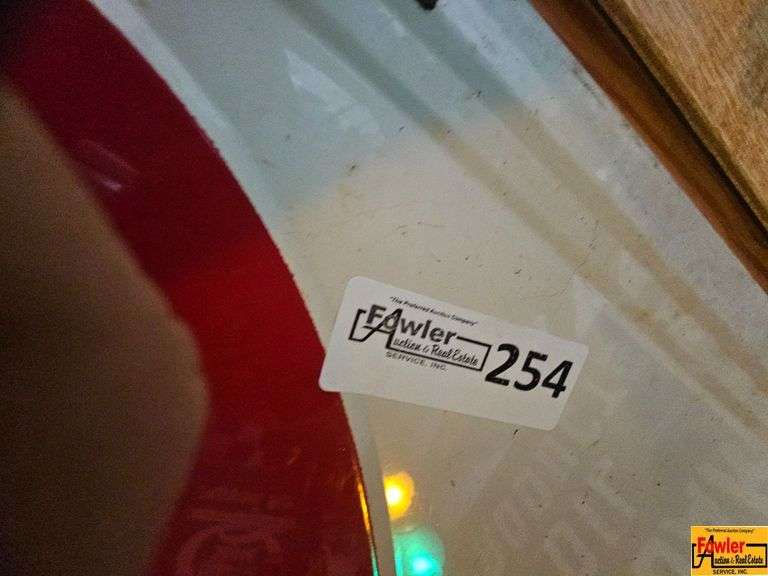 "The Preferred Auction Company"
Fowler
Auction & Real Estate 254
SERVICE, INC.
"The Preferred Auction Company"
Fowler
Auction & Real Estate
SERVICE, INC.